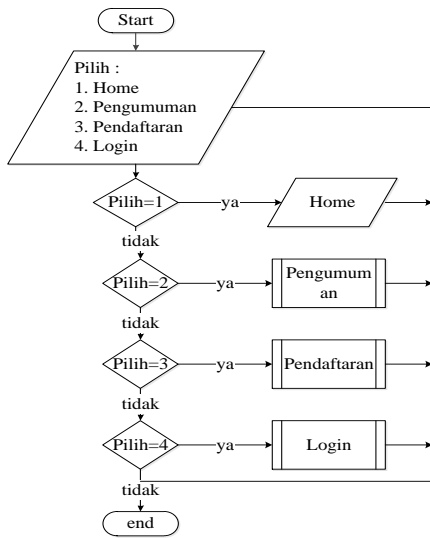 Start
Pilih :
1. Home
2. Pengumuman
3. Pendaftaran
4. Login
Pilih=1
ya
Home
tidak
Pilih=2
ya
Pengumum
an
tidak
Pilih=3
ya
Pendaftaran
tidak
Pilih=4
ya
Login
tidak
end